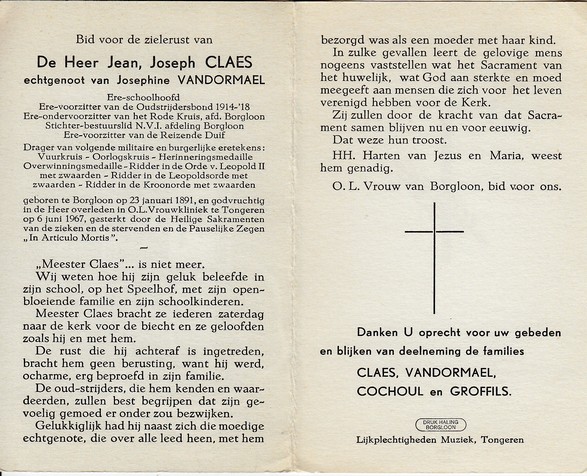 Bid voor de zielerust van
De Heer Jean, Joseph CLAES
echtgenoot van Josephine VANDORMAEL
Ere-schoolhoofd
Ere-voorzitter van de Oudstrijdersbond 1914-'18
Ere-ondervoorzitter van het Rode Kruis, afd. Borgloon
Stichter-bestuurslid N.V.I. afdeling Borgloon
Ere-voorzitter van de Reizende Duif
Drager van volgende militaire en burgerlijke eretekens:
Vuurkruis - Oorlogskruis - Herinneringsmedaille
Overwinningsmedaille - Ridder in de Orde v. Leopold II
met zwaarden - Ridder in de Leopoldsorde met
zwaarden - Ridder in de Kroonorde met zwaarden
geboren te Borgloon op 23 januari 1891, en godvruchtig
in de Heer overleden in O.L.Vrouwkliniek te Tongeren
op 6 juni 1967, gesterkt door de Heilige Sakramenten
van de zieken en de stervenden en de Pauselijke Zegen
„In Articulo Mortis".
„Meester Claes"... is niet meer.
Wij weten hoe hij zijn geluk beleefde in
zijn school, op het Speelhof, met zijn open-
bloeiende familie en zijn schoolkinderen.
Meester Claes bracht ze iederen zaterdag
naar de kerk voor de biecht en ze geloofden
zoals hij en met hem.
De rust die hij achteraf is ingetreden,
bracht hem geen berusting, want hij werd,
ocharme, erg beproefd in zijn familie.
De oud-strijders, die hem kenden en waar-
deerden, zullen best begrijpen dat zijn ge-
voelig gemoed er onder zou bezwijken.
Gelukkiglijk had hij naast zich die moedige
echtgenote, die over alle leed heen, met hem
bezorgd was als een moeder met haar kind.
In zulke gevallen leert de gelovige mens
nogeens vaststellen wat het Sacrament van
het huwelijk, wat God aan sterkte en moed
meegeeft aan mensen die zich voor het leven
verenigd hebben voor de Kerk.
Zij zullen door de kracht van dat Sacra-
ment samen blijven nu en voor eeuwig.
Dat weze hun troost.
HH. Harten van Jezus en Maria, weest
hem genadig.
O. L. Vrouw van Borgloon, bid voor ons.
Danken U oprecht voor uw gebeden
en blijken van deelneming de families
CLAES, VANDORMAEL,
COCHOUL en GROFFILS.
DRUK HALING
BORGLOON
Lijkplechtigheden Muziek, Tongeren